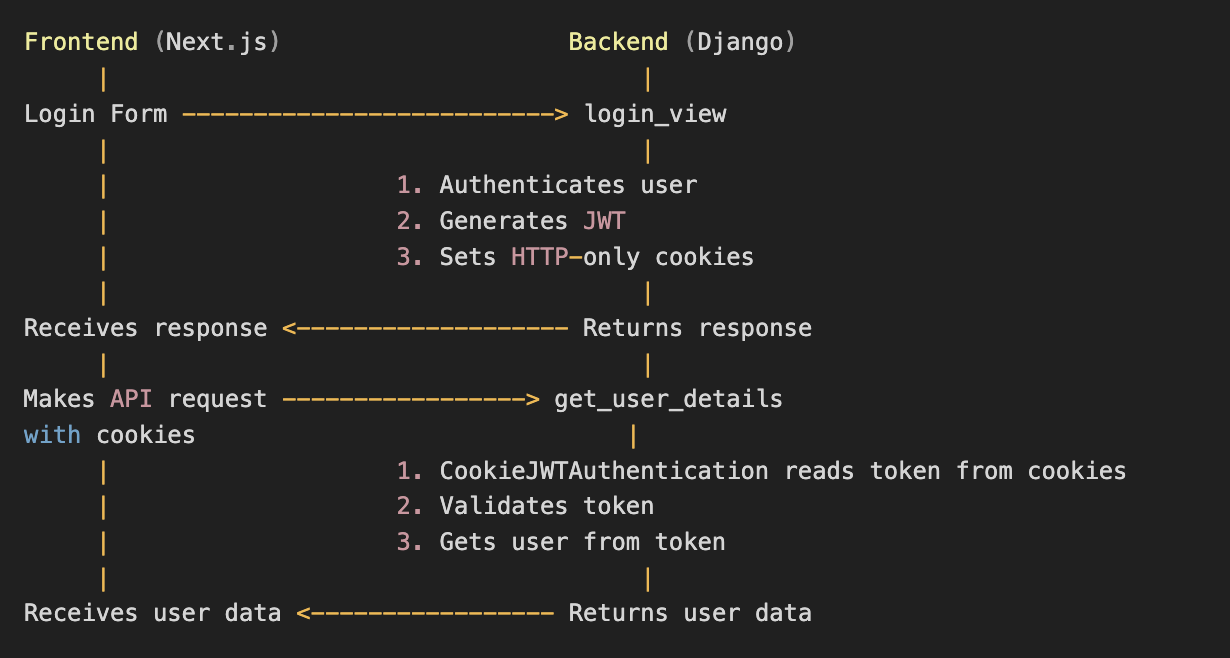 Frontend (Next.js)                    Backend (Django)
     |                                     |
Login Form --------------------------> login_view
     |                                     |
     |                    1. Authenticates user
     |                    2. Generates JWT
     |                    3. Sets HTTP-only cookies
     |                                     |
Receives response <------------------- Returns response
     |                                     |
Makes API request -----------------> get_user_details
with cookies                              |
     |                    1. CookieJWTAuthentication reads token from cookies
     |                    2. Validates token
     |                    3. Gets user from token
     |                                     |
Receives user data <----------------- Returns user data